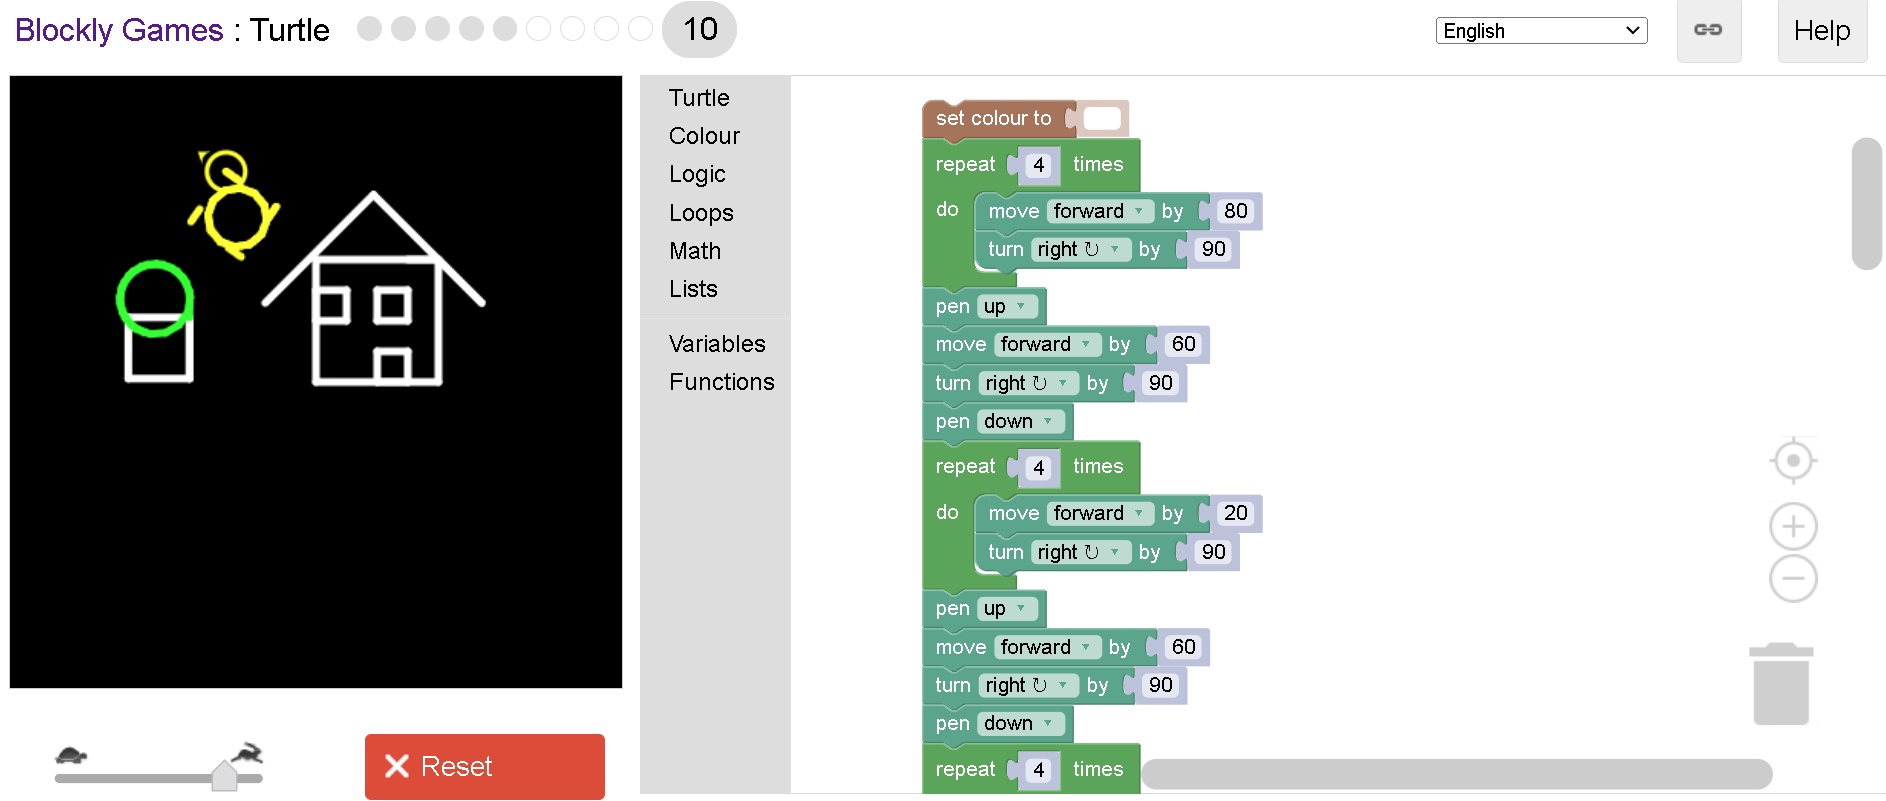 Blockly Games : Turtle 10 English Help
Turtle
Colour
Logic
Loops
Math
Lists
Variables
Functions
Reset
set colour to
repeat 4 times
do move forward by 80
turn right ↻ by 90
pen up
move forward by 60
turn right ↻ by 90
pen down
repeat 4 times
do move forward by 20
turn right ↻ by 90
pen up
move forward by 60
turn right ↻ by 90
pen down
repeat 4 times